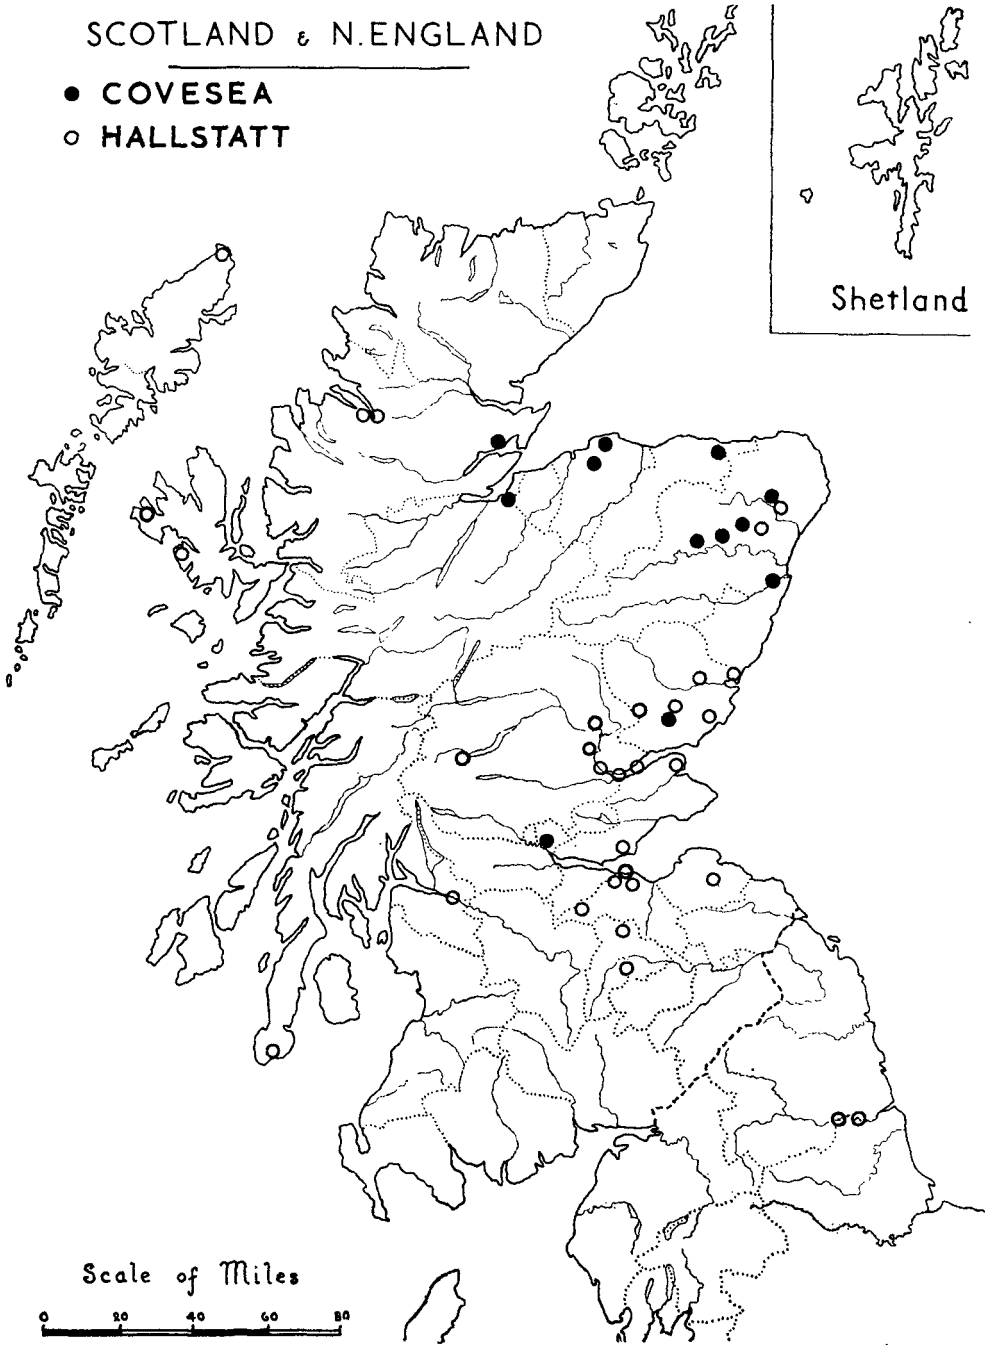 SCOTLAND & N.ENGLAND
● COVESEA
○ HALLSTATT
Shetland
Scale of Miles
0 20 40 60 80